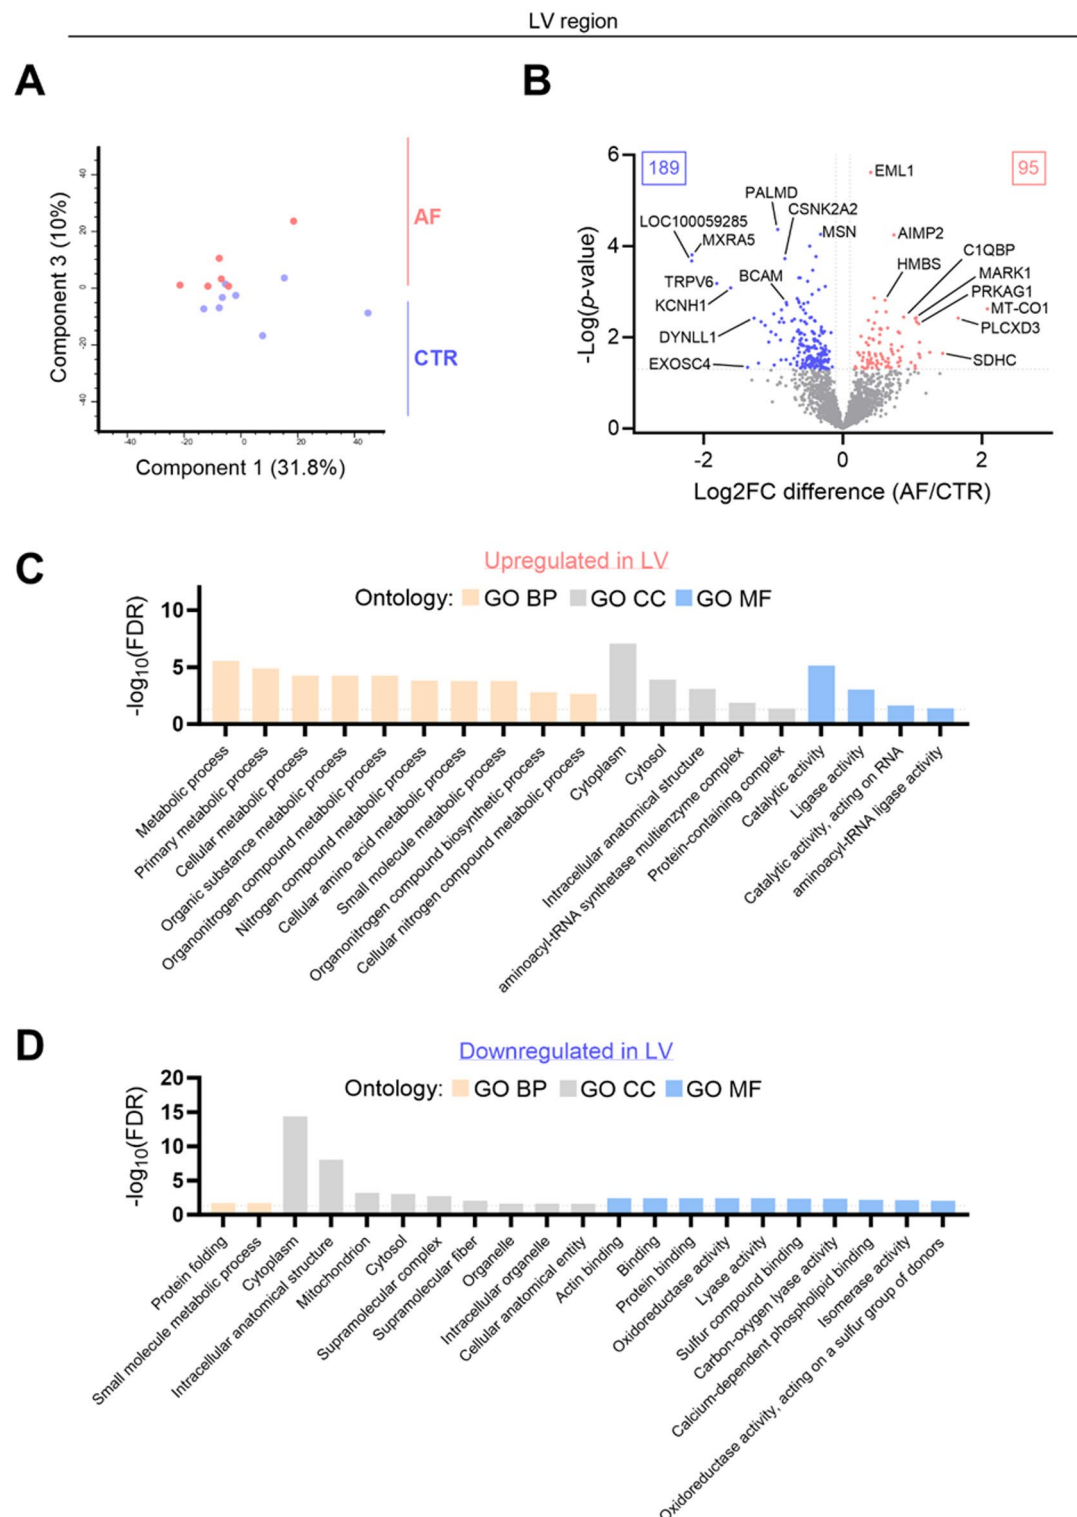 LV region
A
Component 3 (10%)
40
20
0
-20
-40
-40
-20
0
20
40
Component 1 (31.8%)
AF
CTR
B
-Log(p-value)
6
4
2
0
189
95
EML1
PALMD
CSNK2A2
LOC100059285
MXRA5
MSN
AIMP2
C1QBP
HMBS
TRPV6
BCAM
MARK1
KCNH1
PRKAG1
MT-CO1
DYNLL1
PLCXD3
EXOSC4
SDHC
-2
0
2
Log2FC difference (AF/CTR)
C
Upregulated in LV
Ontology: GO BP GO CC GO MF
-log10(FDR)
10
5
0
Metabolic process
Primary metabolic process
Cellular metabolic process
Organic substance metabolic process
Organonitrogen compound metabolic process
Nitrogen compound metabolic process
Cellular amino acid metabolic process
Small molecule metabolic process
Organonitrogen compound biosynthetic process
Cellular nitrogen compound metabolic process
Cytoplasm
Cytosol
Intracellular anatomical structure
aminoacyl-tRNA synthetase multienzyme complex
Protein-containing complex
Catalytic activity
Ligase activity
Catalytic activity, acting on RNA
aminoacyl-tRNA ligase activity
D
Downregulated in LV
Ontology: GO BP GO CC GO MF
-log10(FDR)
20
15
10
5
0
Protein folding
Small molecule metabolic process
Cytoplasm
Intracellular anatomical structure
Mitochondrion
Cytosol
Supramolecular complex
Supramolecular fiber
Organelle
Intracellular organelle
Cellular anatomical entity
Actin binding
Binding
Protein binding
Oxidoreductase activity
Lyase activity
Sulfur compound binding
Carbon-oxygen lyase activity
Calcium-dependent phospholipid binding
Isomerase activity
Oxidoreductase activity, acting on a sulfur group of donors